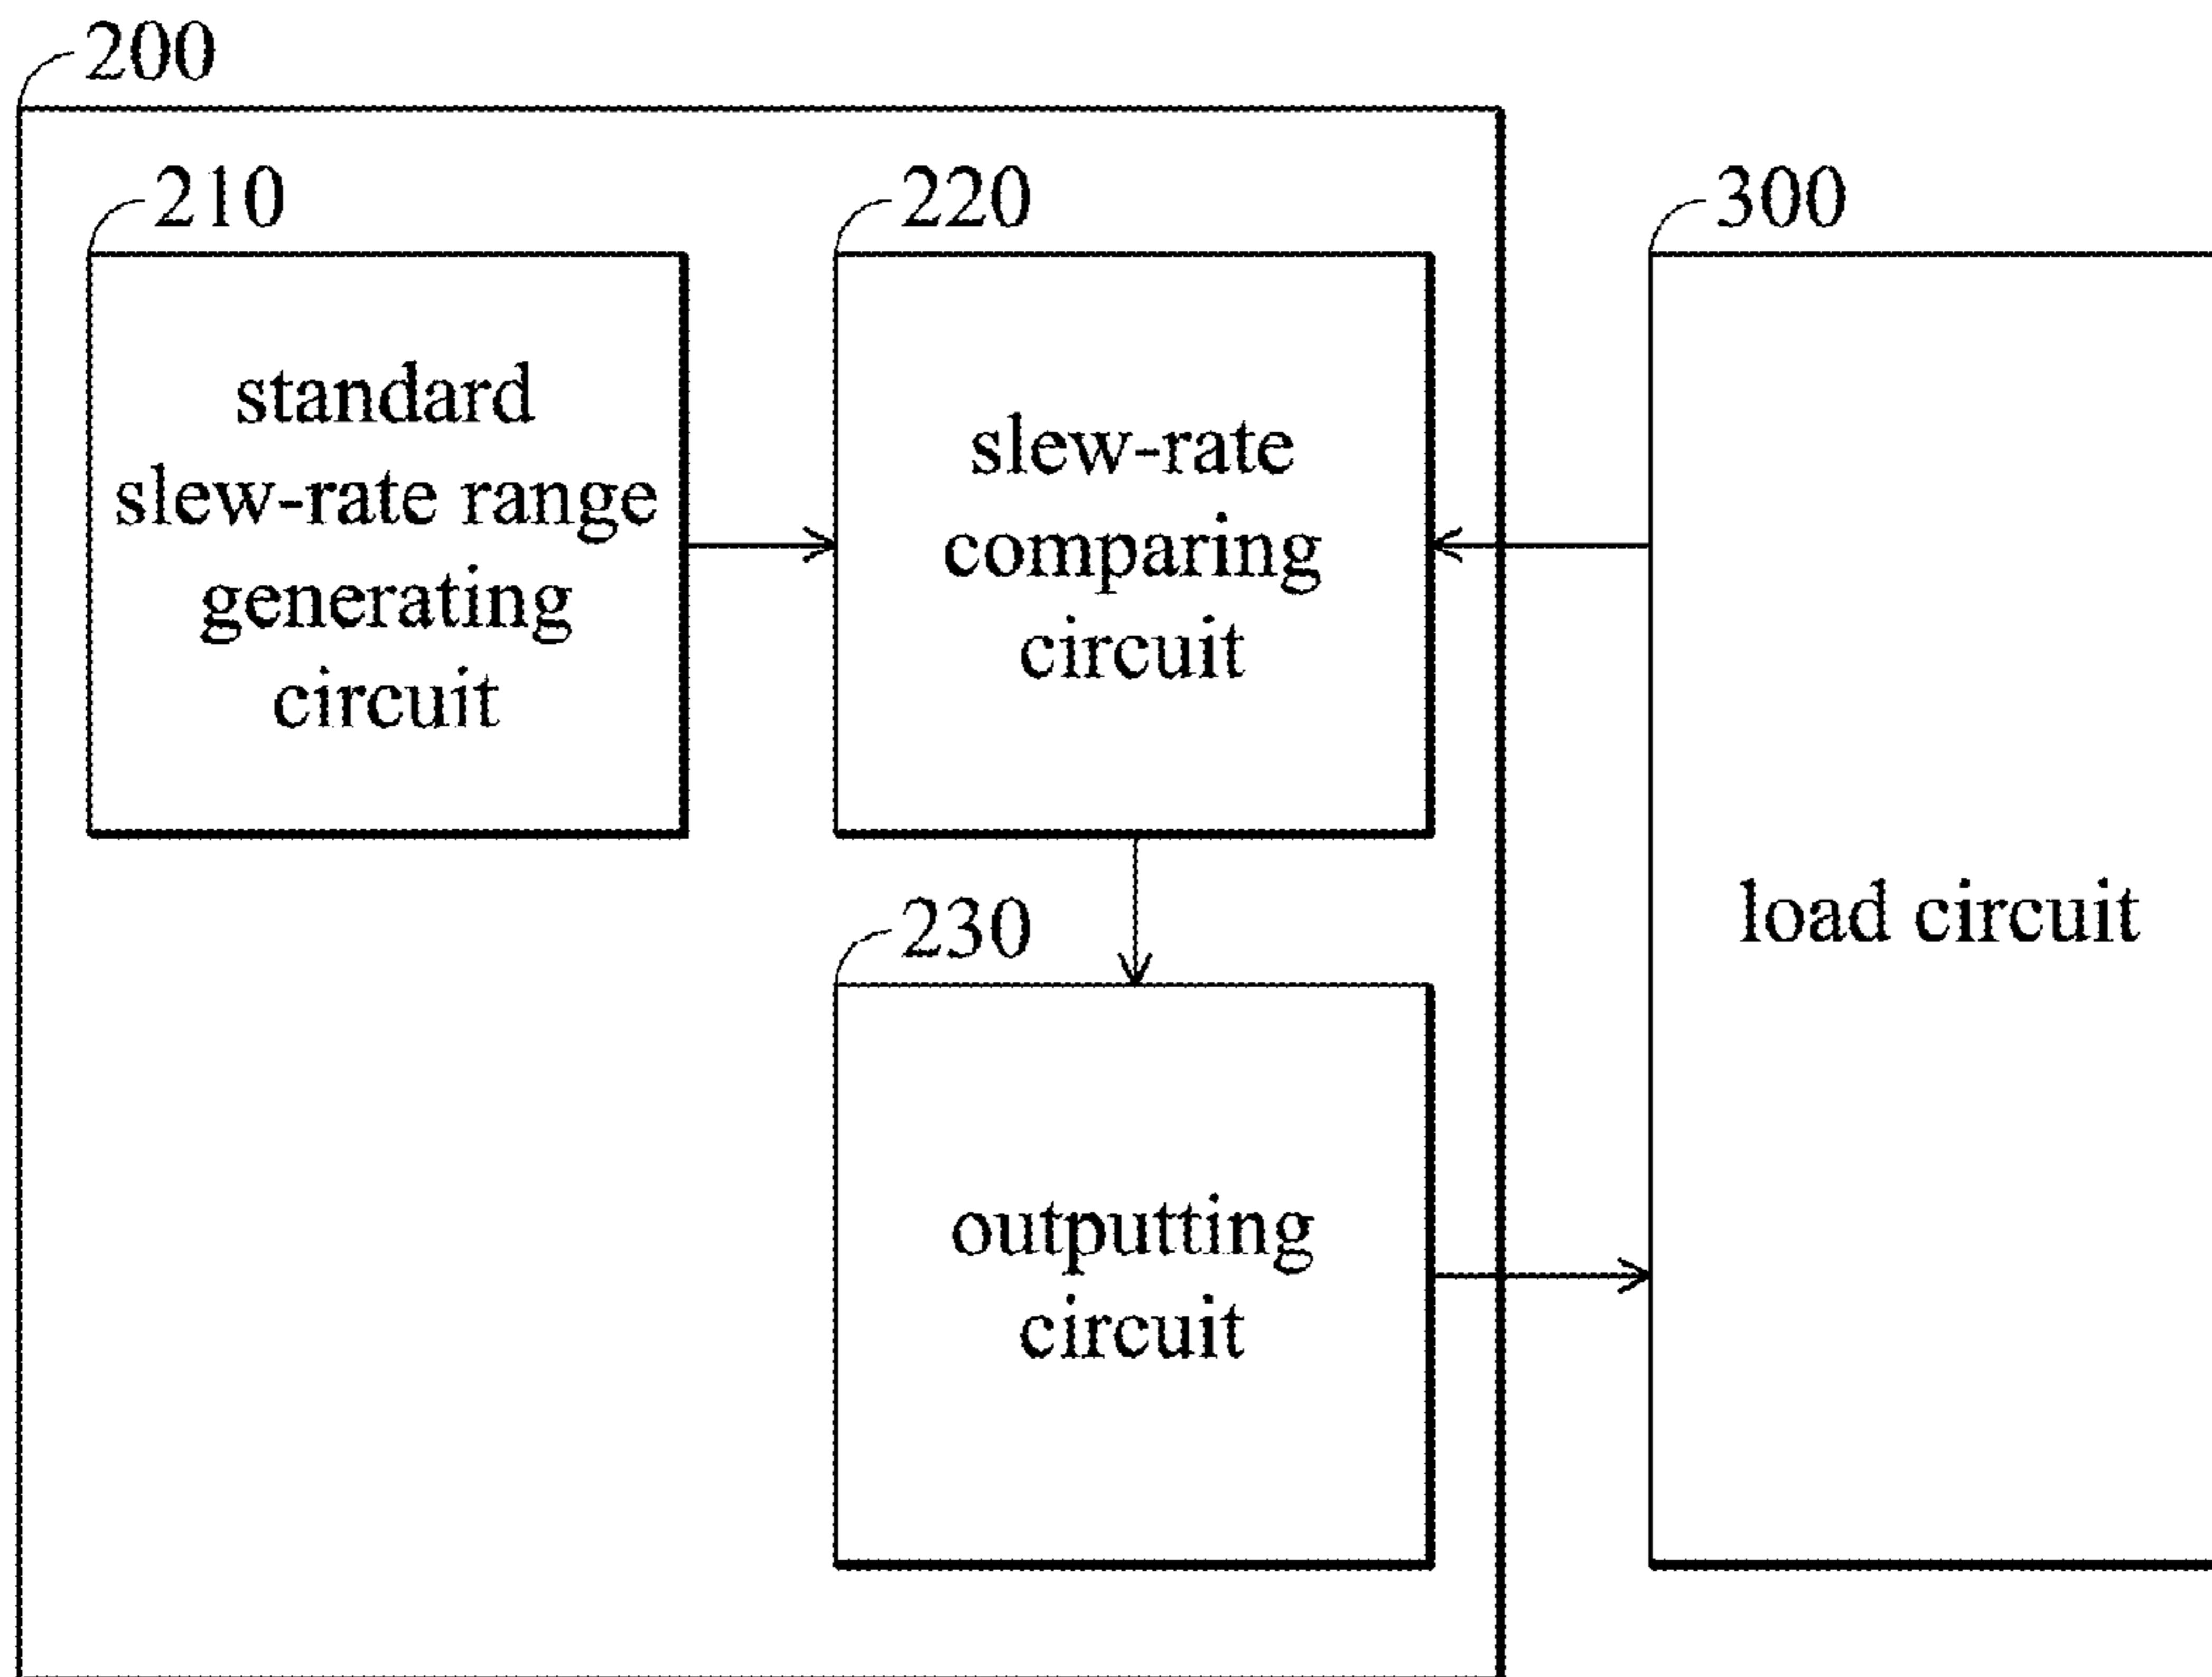 200
210
standard
slew-rate range
generating
circuit
220
slew-rate
comparing
circuit
300
load circuit
230
outputting
circuit